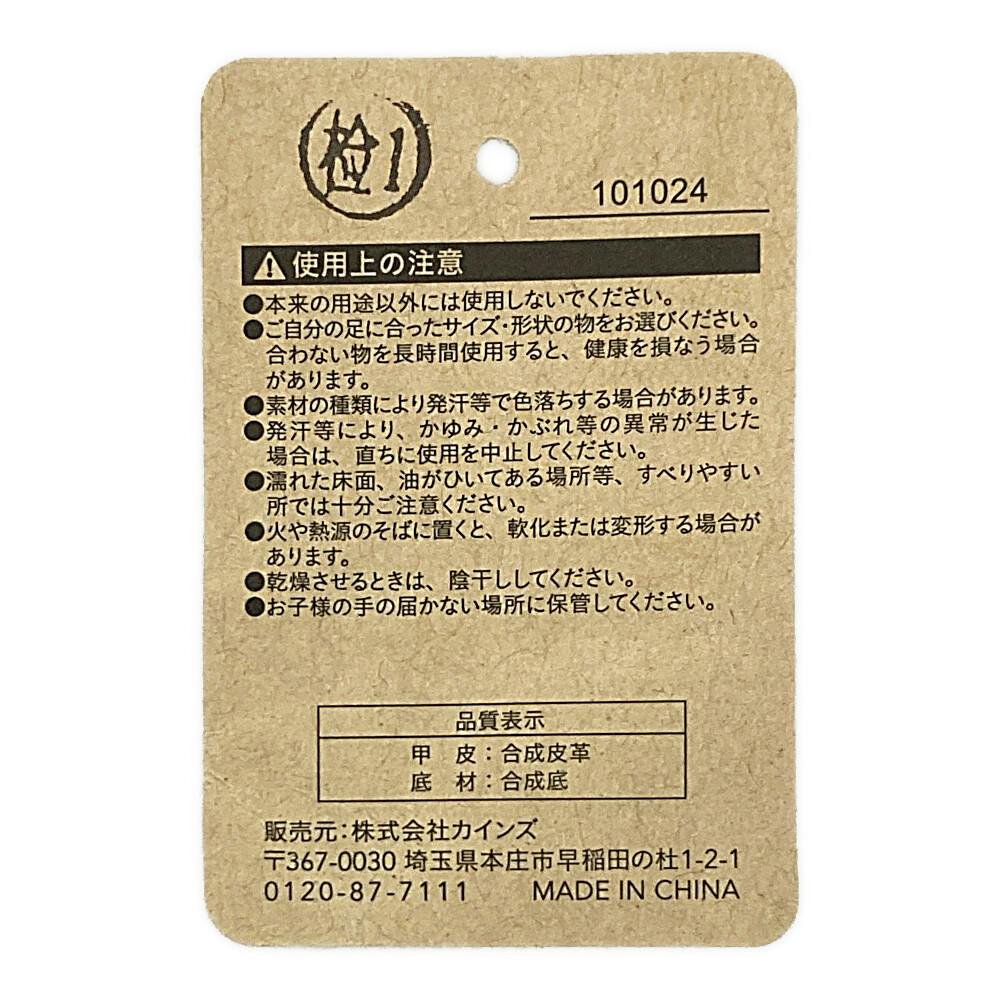 検1
101024
使用上の注意
●本来の用途以外には使用しないでください。
●ご自分の足に合ったサイズ・形状の物をお選びください。
合わない物を長時間使用すると、健康を損なう場合
があります。
●素材の種類により発汗等で色落ちする場合があります。
●発汗等により、かゆみ・かぶれ等の異常が生じた
場合は、直ちに使用を中止してください。
●濡れた床面、油がひいてある場所等、すべりやすい
所では十分ご注意ください。
●火や熱源のそばに置くと、軟化または変形する場合が
あります。
●乾燥させるときは、陰干ししてください。
●お子様の手の届かない場所に保管してください。
品質表示
甲 皮:合成皮革
底 材:合成底
販売元:株式会社カインズ
〒367-0030 埼玉県本庄市早稲田の杜1-2-1
0120-87-7111 MADE IN CHINA